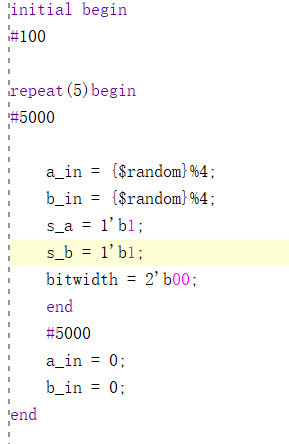 initial begin
#100
repeat(5)begin
#5000
a_in = {$random}%4;
b_in = {$random}%4;
s_a = 1'b1;
s_b = 1'b1;
bitwidth = 2'b00;
end
#5000
a_in = 0;
b_in = 0;
end